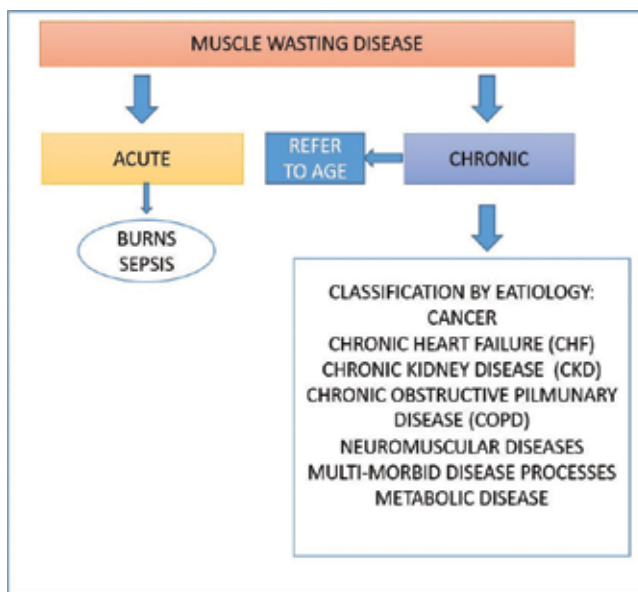 MUSCLE WASTING DISEASE
ACUTE
REFER
TO AGE
CHRONIC
BURNS
SEPSIS
CLASSIFICATION BY EATIOLOGY:
CANCER
CHRONIC HEART FAILURE (CHF)
CHRONIC KIDNEY DISEASE (CKD)
CHRONIC OBSTRUCTIVE PILMUNARY
DISEASE (COPD)
NEUROMUSCULAR DISEASES
MULTI-MORBID DISEASE PROCESSES
METABOLIC DISEASE